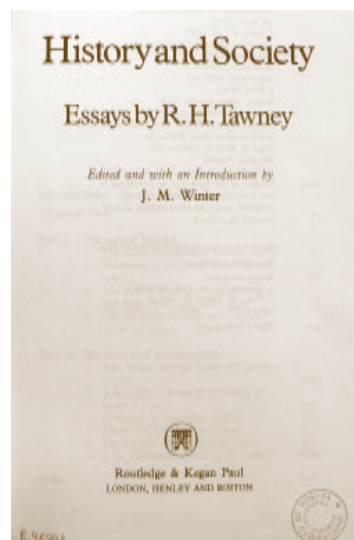 History and Society
Essays by R. H. Tawney
Edited and with an Introduction by
J. M. Winter
Routledge & Kegan Paul
LONDON, HENLEY AND BOSTON